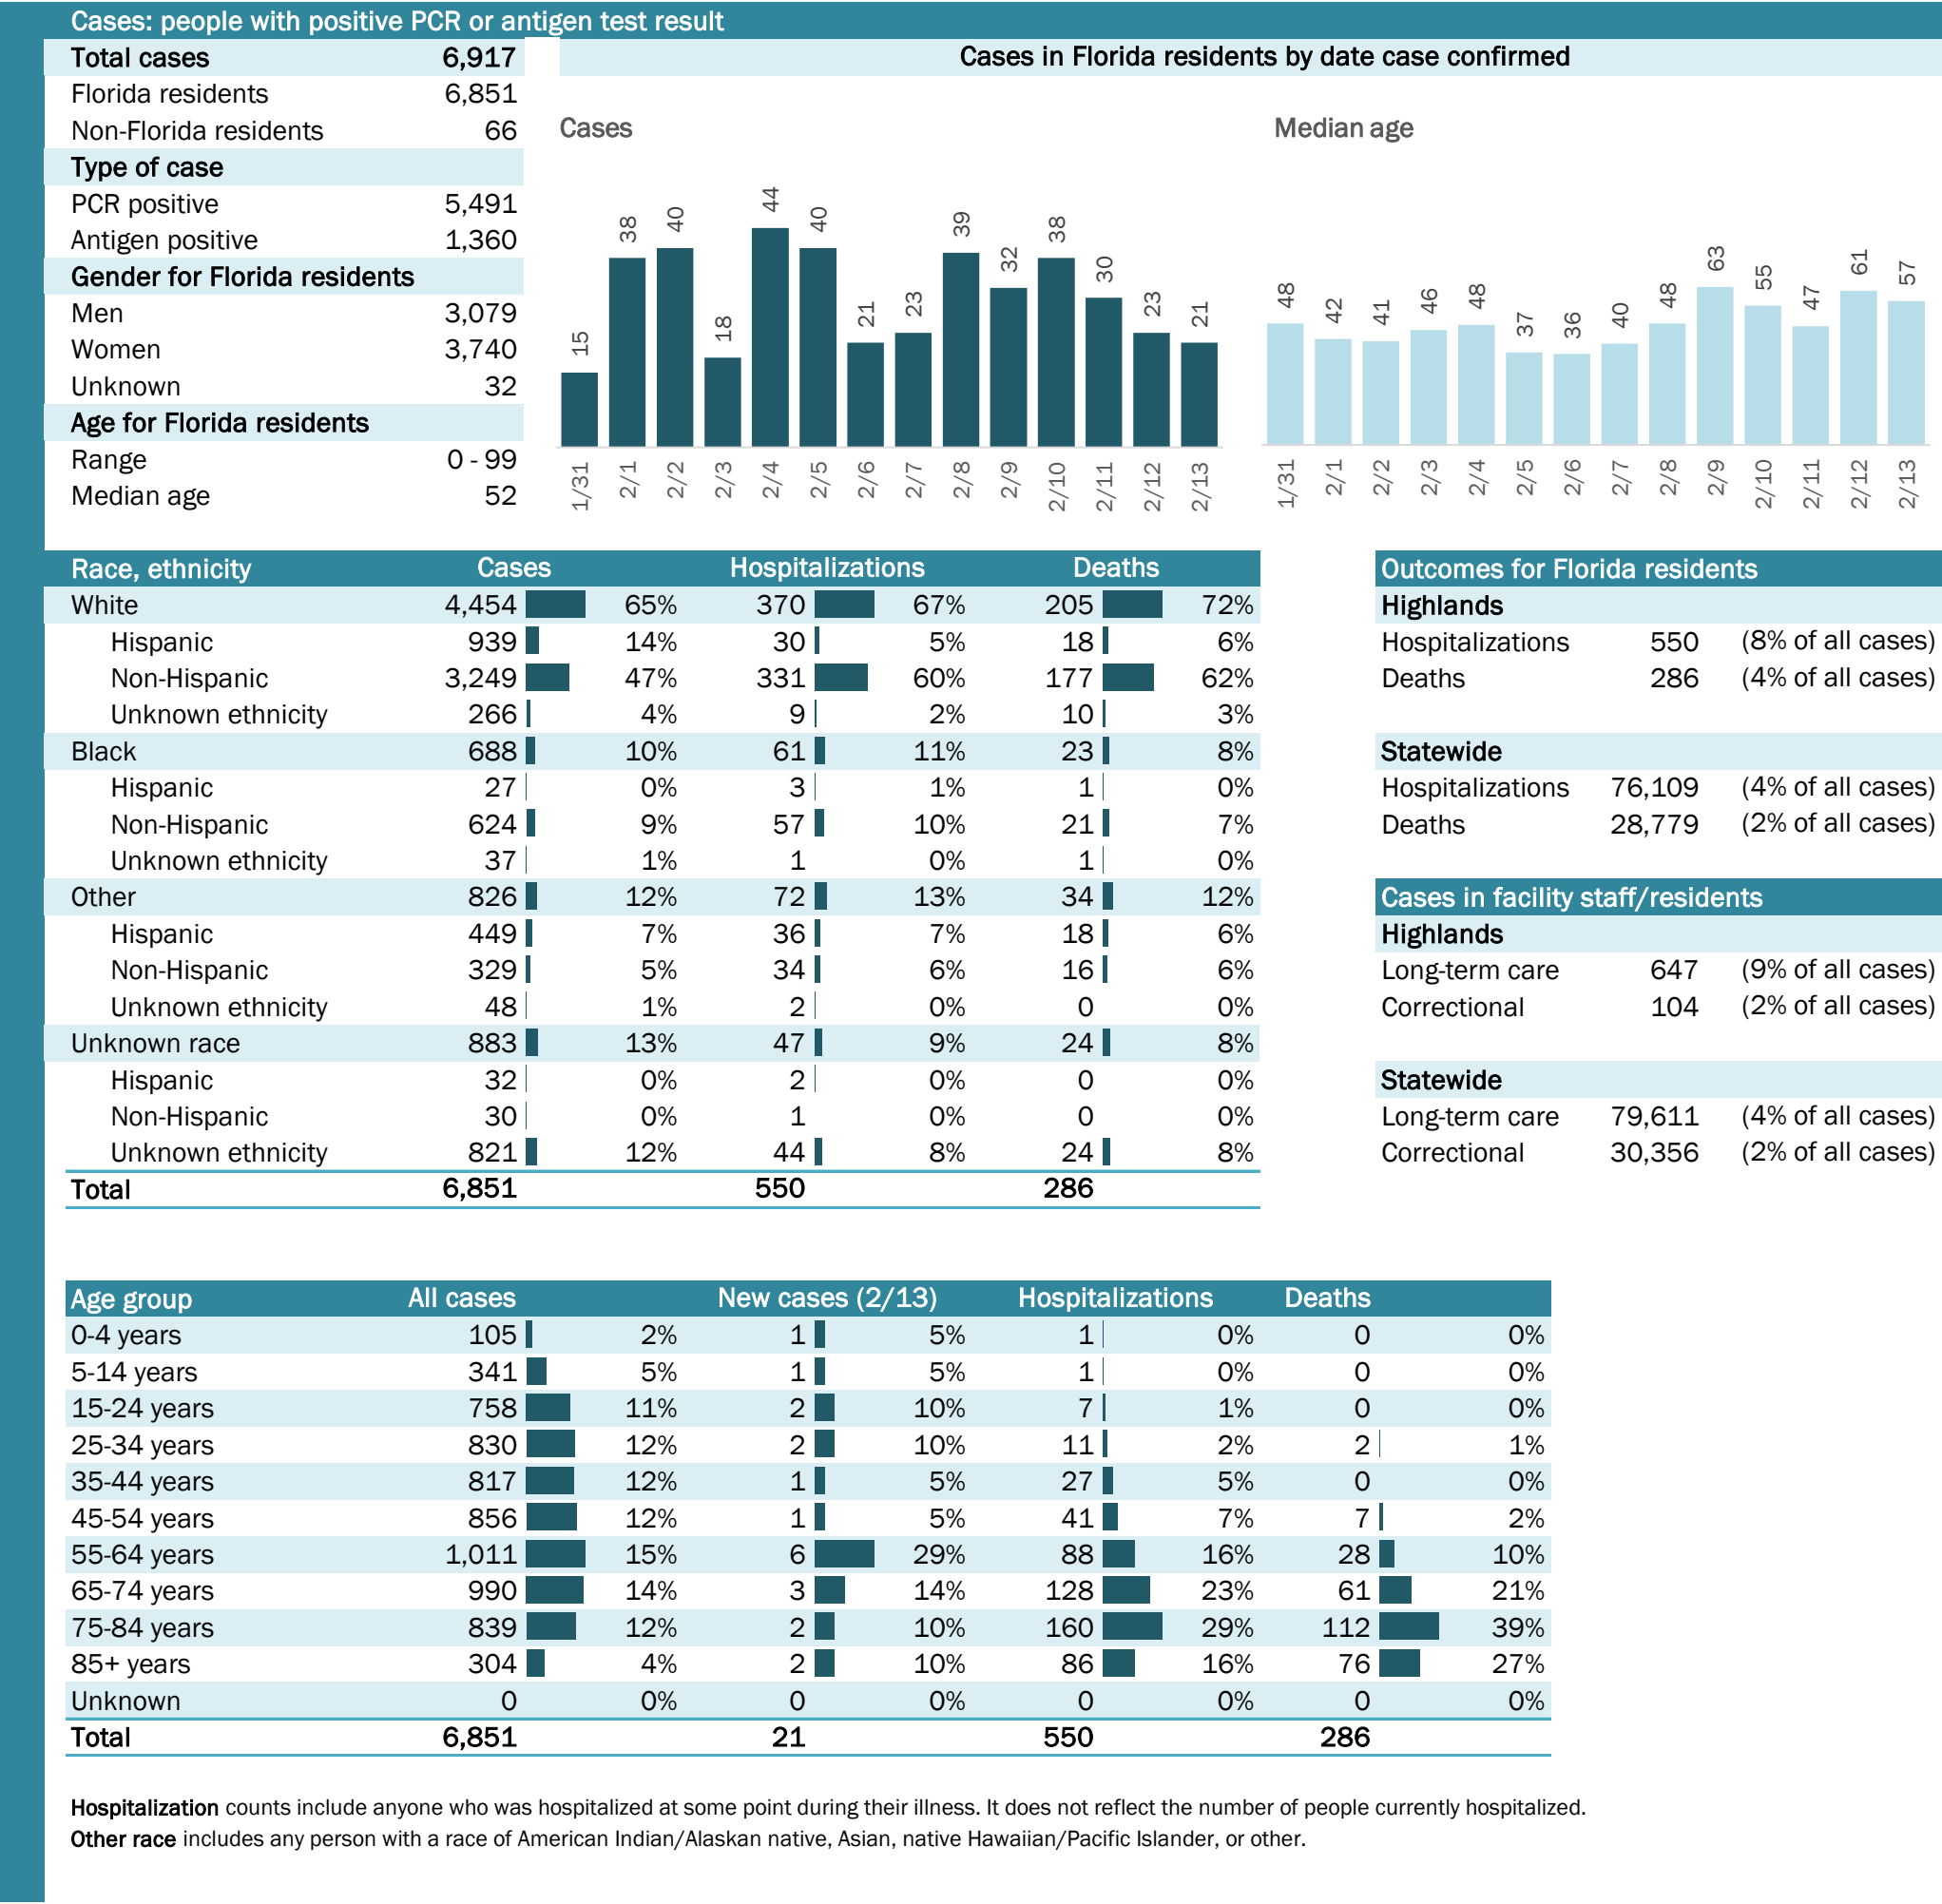 Cases: people with positive PCR or antigen test result
Total cases 6,917
Florida residents 6,851
Non-Florida residents 66
Type of case
PCR positive 5,491
Antigen positive 1,360
Gender for Florida residents
Men 3,079
Women 3,740
Unknown 32
Age for Florida residents
Range 0 - 99
Median age 52
Cases in Florida residents by date case confirmed
Cases
15 38 40 18 44 40 21 23 39 32 38 30 23 21
1/31 2/1 2/2 2/3 2/4 2/5 2/6 2/7 2/8 2/9 2/10 2/11 2/12 2/13
Median age
48 42 41 46 48 37 36 40 48 63 55 47 61 57
1/31 2/1 2/2 2/3 2/4 2/5 2/6 2/7 2/8 2/9 2/10 2/11 2/12 2/13
Race, ethnicity Cases Hospitalizations Deaths
White 4,454 65% 370 67% 205 72%
Hispanic 939 14% 30 5% 18 6%
Non-Hispanic 3,249 47% 331 60% 177 62%
Unknown ethnicity 266 4% 9 2% 10 3%
Black 688 10% 61 11% 23 8%
Hispanic 27 0% 3 1% 1 0%
Non-Hispanic 624 9% 57 10% 21 7%
Unknown ethnicity 37 1% 1 0% 1 0%
Other 826 12% 72 13% 34 12%
Hispanic 449 7% 36 7% 18 6%
Non-Hispanic 329 5% 34 6% 16 6%
Unknown ethnicity 48 1% 2 0% 0 0%
Unknown race 883 13% 47 9% 24 8%
Hispanic 32 0% 2 0% 0 0%
Non-Hispanic 30 0% 1 0% 0 0%
Unknown ethnicity 821 12% 44 8% 24 8%
Total 6,851 550 286
Outcomes for Florida residents
Highlands
Hospitalizations 550 (8% of all cases)
Deaths 286 (4% of all cases)
Statewide
Hospitalizations 76,109 (4% of all cases)
Deaths 28,779 (2% of all cases)
Cases in facility staff/residents
Highlands
Long-term care 647 (9% of all cases)
Correctional 104 (2% of all cases)
Statewide
Long-term care 79,611 (4% of all cases)
Correctional 30,356 (2% of all cases)
Age group All cases New cases (2/13) Hospitalizations Deaths
0-4 years 105 2% 1 5% 1 0% 0 0%
5-14 years 341 5% 1 5% 1 0% 0 0%
15-24 years 758 11% 2 10% 7 1% 0 0%
25-34 years 830 12% 2 10% 11 2% 2 1%
35-44 years 817 12% 1 5% 27 5% 0 0%
45-54 years 856 12% 1 5% 41 7% 7 2%
55-64 years 1,011 15% 6 29% 88 16% 28 10%
65-74 years 990 14% 3 14% 128 23% 61 21%
75-84 years 839 12% 2 10% 160 29% 112 39%
85+ years 304 4% 2 10% 86 16% 76 27%
Unknown 0 0% 0 0% 0 0% 0 0%
Total 6,851 21 550 286
Hospitalization counts include anyone who was hospitalized at some point during their illness. It does not reflect the number of people currently hospitalized.
Other race includes any person with a race of American Indian/Alaskan native, Asian, native Hawaiian/Pacific Islander, or other.